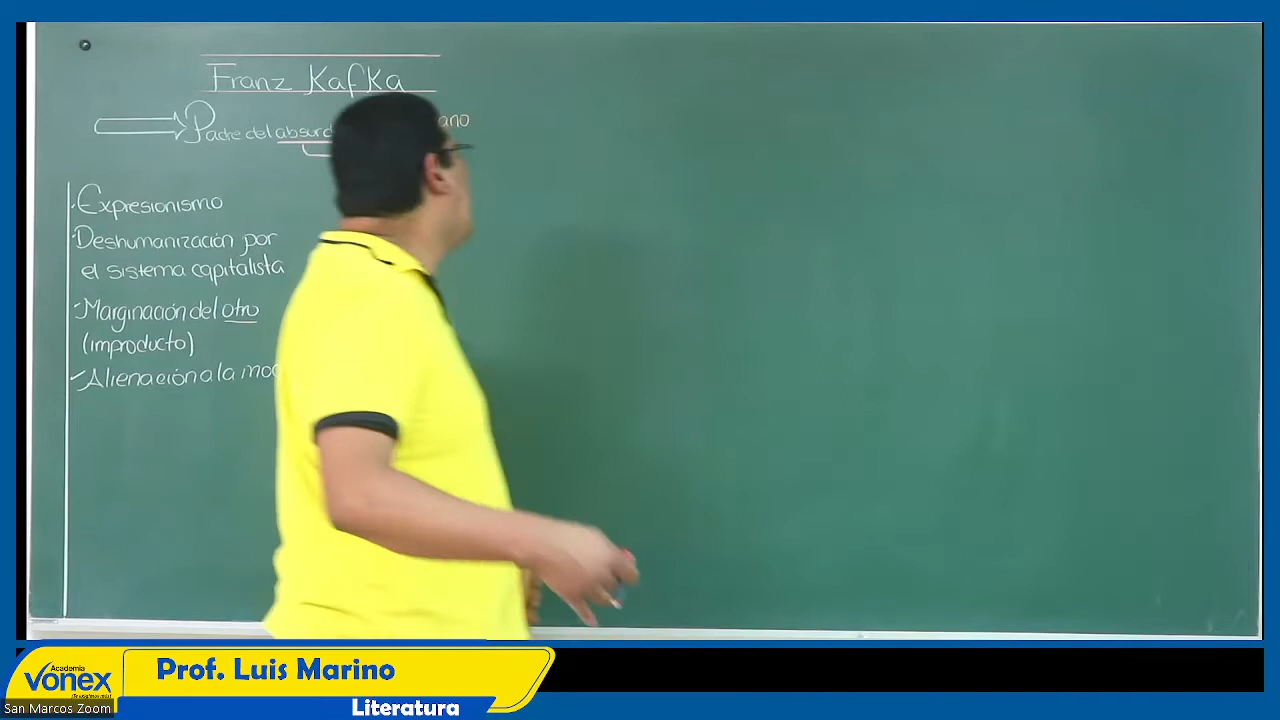 Franz Kafka
Padre del absurd
ano
Expresionismo
Deshumanización por
el sistema capitalista
Marginación del otro
(improducto)
Alienación a la
Academia
vonex
Prof. Luis Marino
Literatura
San Marcos Zoom